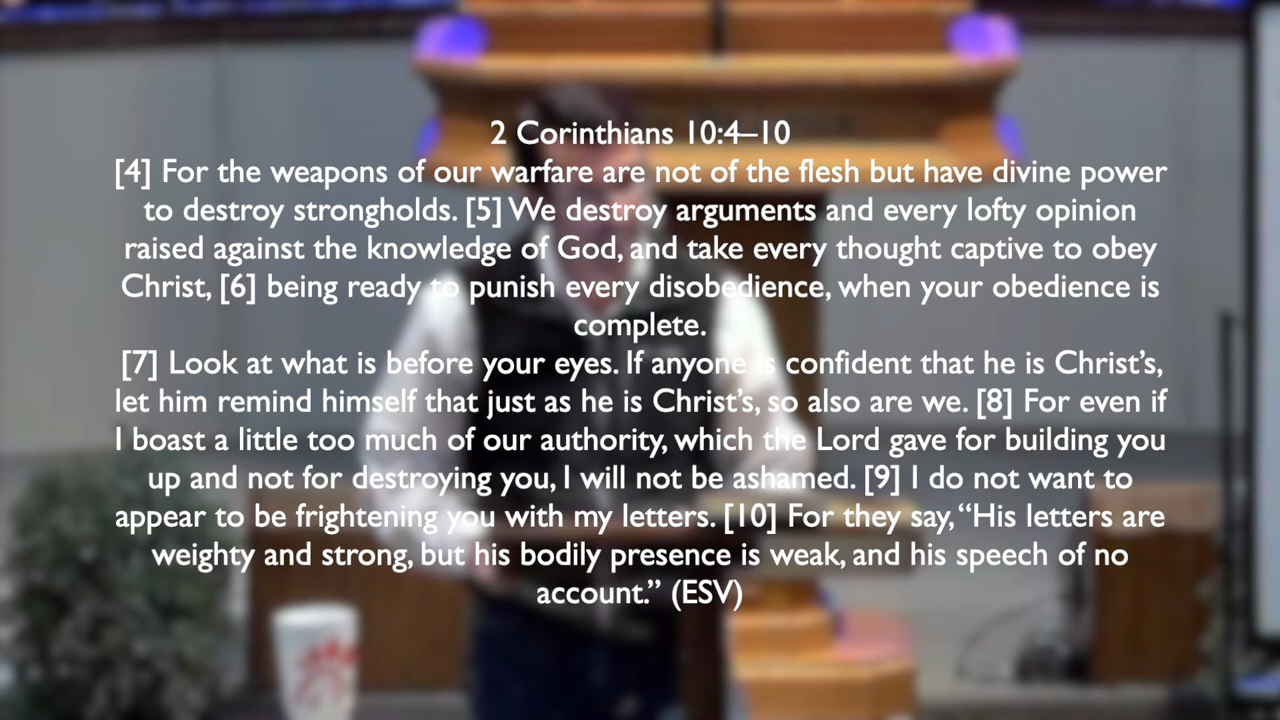 2 Corinthians 10:4–10
[4] For the weapons of our warfare are not of the flesh but have divine power
to destroy strongholds. [5] We destroy arguments and every lofty opinion
raised against the knowledge of God, and take every thought captive to obey
Christ, [6] being ready to punish every disobedience, when your obedience is
complete.
[7] Look at what is before your eyes. If anyone is confident that he is Christ’s,
let him remind himself that just as he is Christ’s, so also are we. [8] For even if
I boast a little too much of our authority, which the Lord gave for building you
up and not for destroying you, I will not be ashamed. [9] I do not want to
appear to be frightening you with my letters. [10] For they say, “His letters are
weighty and strong, but his bodily presence is weak, and his speech of no
account.” (ESV)